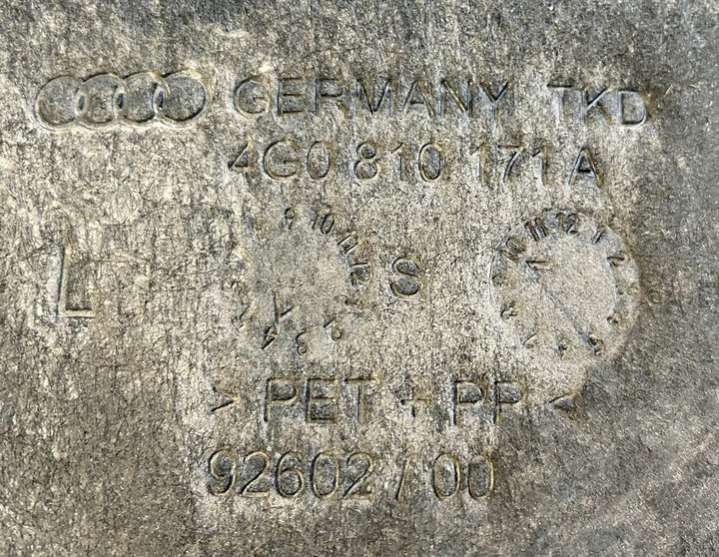 GERMANY TKD
4G0 810 171 A
L S
> PET + PP <
92602 / 00